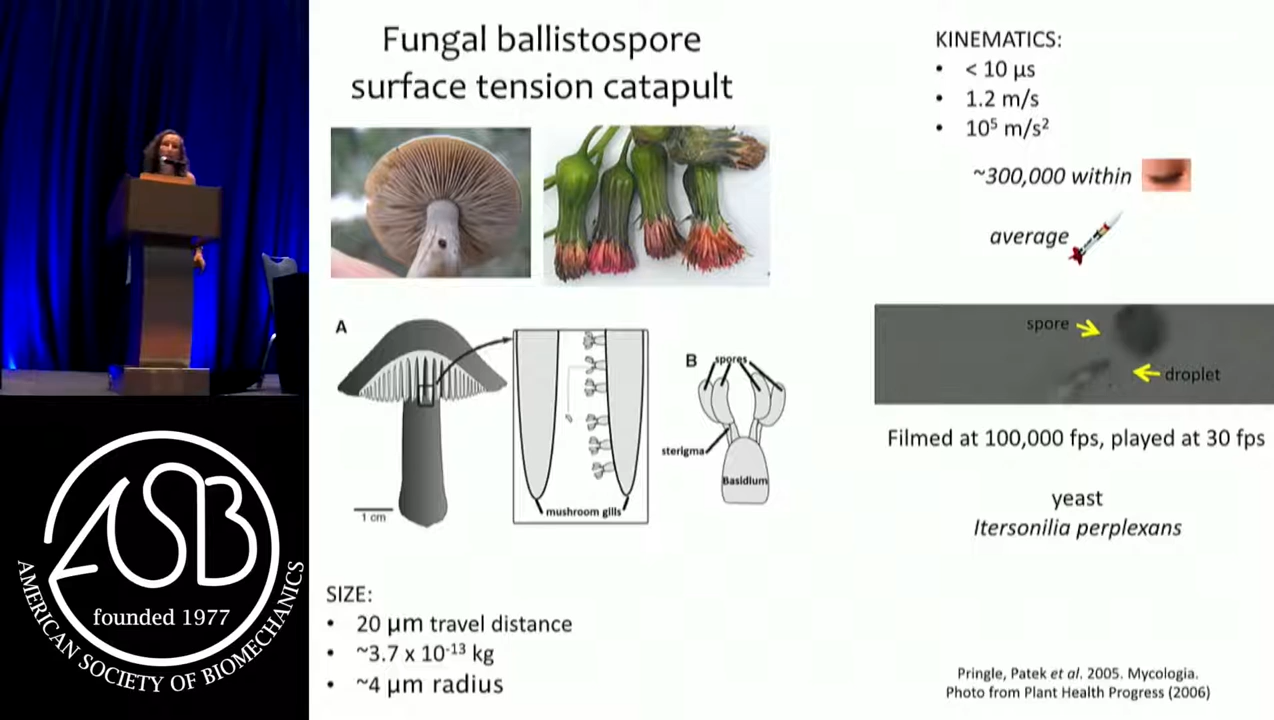 Fungal ballistospore
surface tension catapult
KINEMATICS:
• < 10 µs
• 1.2 m/s
• 10⁵ m/s²
~300,000 within
average
A
mushroom gills
1 cm
B
spores
sterigma
Basidium
spore
droplet
Filmed at 100,000 fps, played at 30 fps
yeast
Itersonilia perplexans
SIZE:
• 20 µm travel distance
• ~3.7 x 10⁻¹³ kg
• ~4 µm radius
Pringle, Patek et al. 2005. Mycologia.
Photo from Plant Health Progress (2006)
ASB
founded 1977
AMERICAN SOCIETY OF BIOMECHANICS